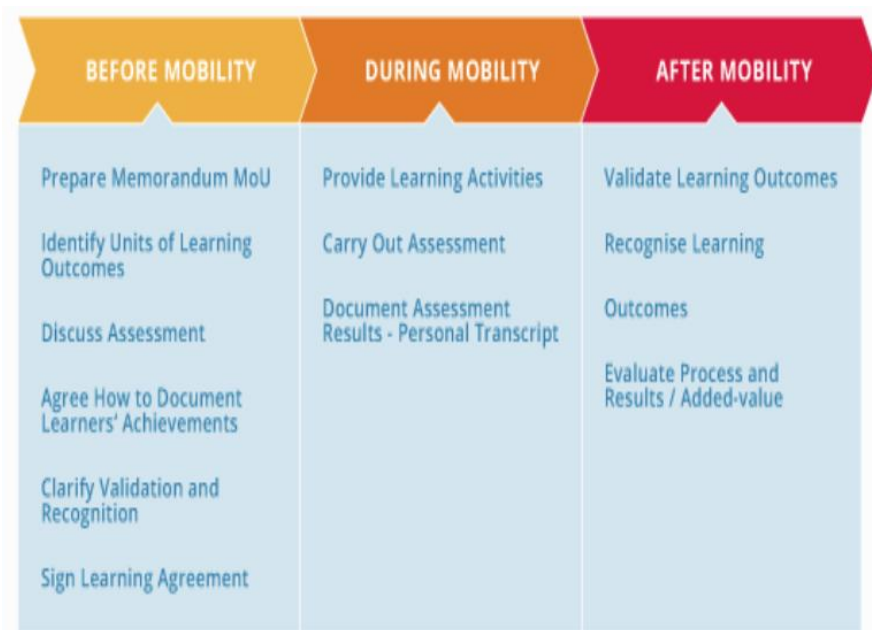 BEFORE MOBILITY
Prepare Memorandum MoU
Identify Units of Learning
Outcomes
Discuss Assessment
Agree How to Document
Learners' Achievements
Clarify Validation and
Recognition
Sign Learning Agreement
DURING MOBILITY
Provide Learning Activities
Carry Out Assessment
Document Assessment
Results - Personal Transcript
AFTER MOBILITY
Validate Learning Outcomes
Recognise Learning
Outcomes
Evaluate Process and
Results / Added-value